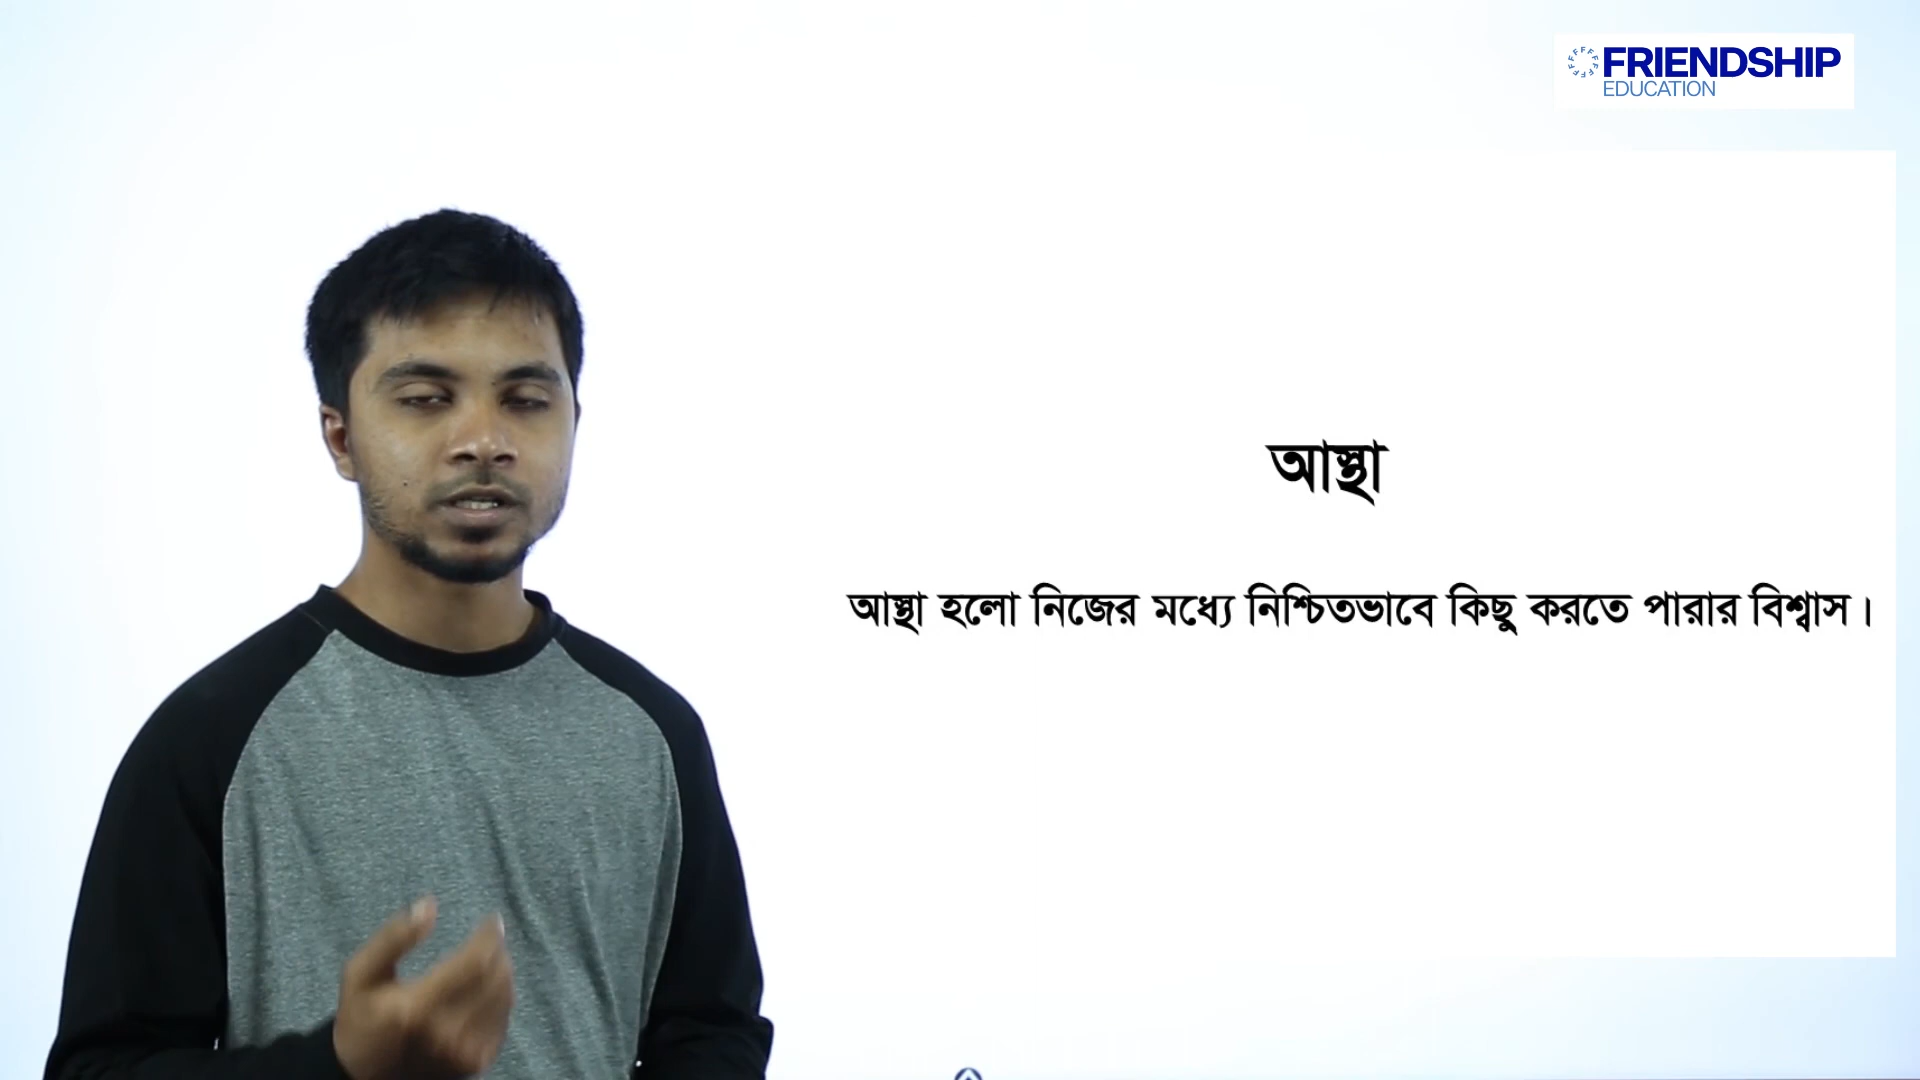 FRIENDSHIP
EDUCATION
আস্থা
আস্থা হলো নিজের মধ্যে নিশ্চিতভাবে কিছু করতে পারার বিশ্বাস।